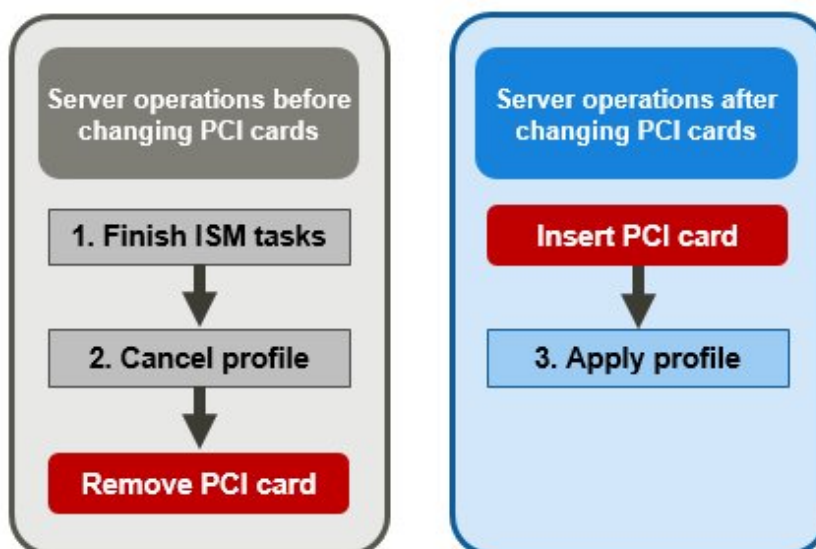 Server operations before
changing PCI cards
1. Finish ISM tasks
2. Cancel profile
Remove PCI card
Server operations after
changing PCI cards
Insert PCI card
3. Apply profile